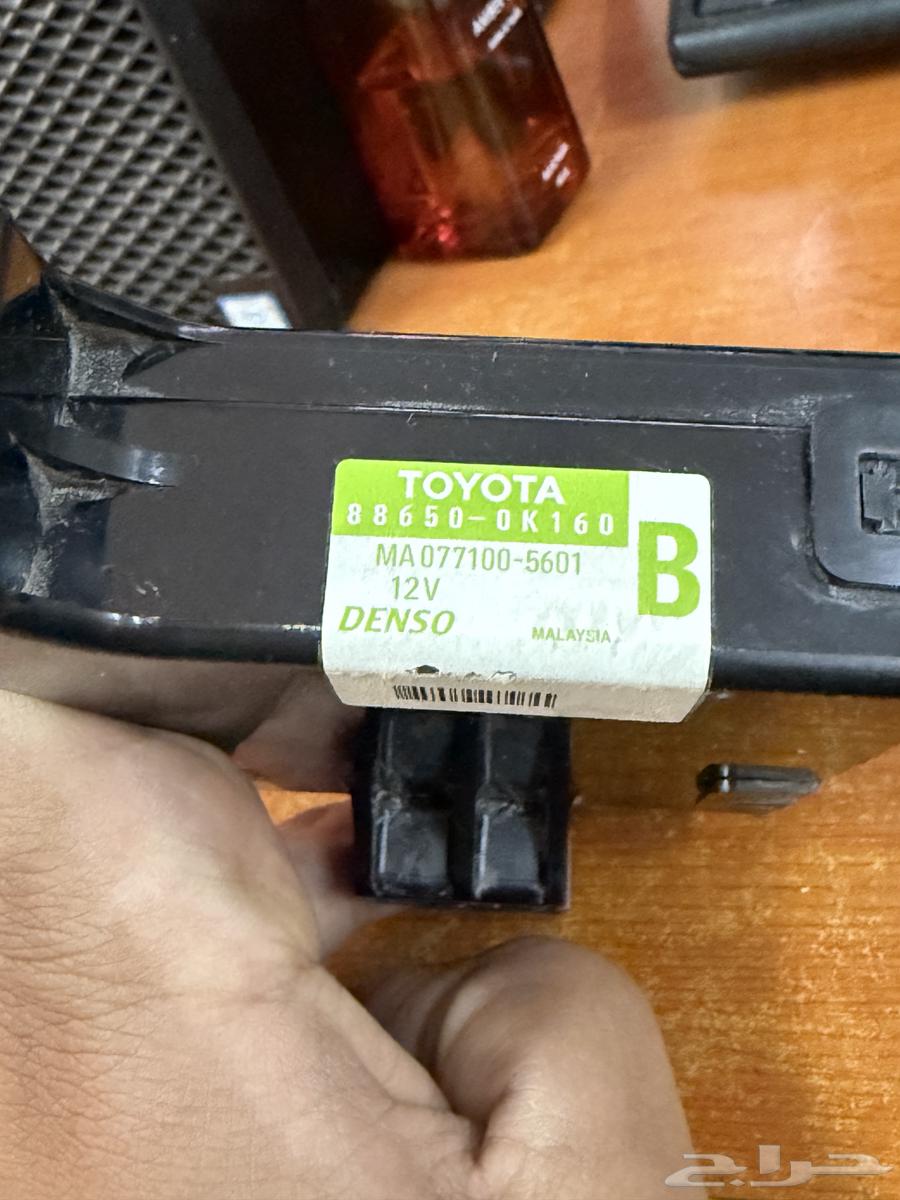 TOYOTA
88650-0K160
B
MA077100-5601
12V
DENSO
MALAYSIA
حراج